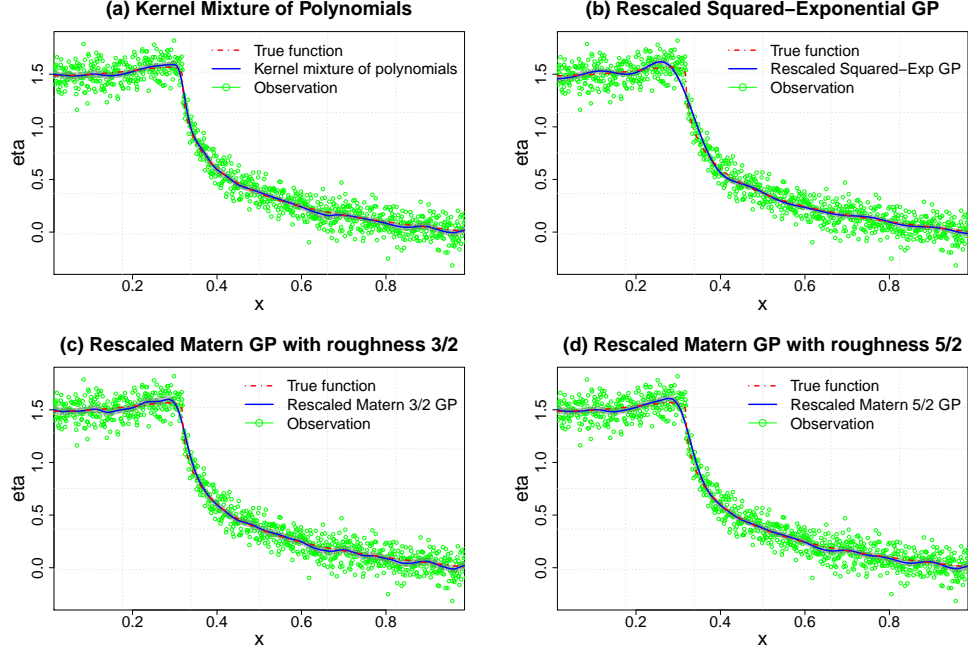 (a) Kernel Mixture of Polynomials
True function
Kernel mixture of polynomials
Observation
eta
0.0 0.5 1.0 1.5
0.2 0.4 0.6 0.8
x
(b) Rescaled Squared−Exponential GP
True function
Rescaled Squared−Exp GP
Observation
eta
0.0 0.5 1.0 1.5
0.2 0.4 0.6 0.8
x
(c) Rescaled Matern GP with roughness 3/2
True function
Rescaled Matern 3/2 GP
Observation
eta
0.0 0.5 1.0 1.5
0.2 0.4 0.6 0.8
x
(d) Rescaled Matern GP with roughness 5/2
True function
Rescaled Matern 5/2 GP
Observation
eta
0.0 0.5 1.0 1.5
0.2 0.4 0.6 0.8
x